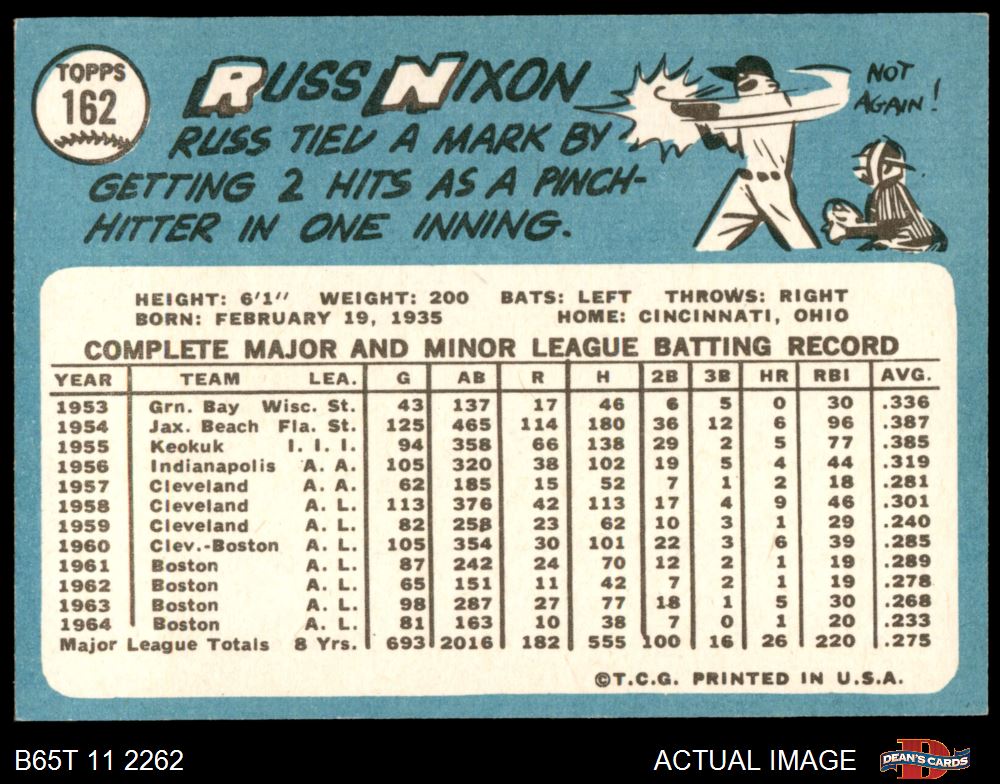 TOPPS
162
RUSS NIXON
NOT
AGAIN!
RUSS TIED A MARK BY
GETTING 2 HITS AS A PINCH-
HITTER IN ONE INNING.
HEIGHT: 6'1" WEIGHT: 200 BATS: LEFT THROWS: RIGHT
BORN: FEBRUARY 19, 1935 HOME: CINCINNATI, OHIO
COMPLETE MAJOR AND MINOR LEAGUE BATTING RECORD
YEAR TEAM LEA. G AB R H 2B 3B HR RBI AVG.
1953 Grn. Bay Wisc. St. 43 137 17 46 6 5 0 30 .336
1954 Jax. Beach Fla. St. 125 465 114 180 36 12 6 96 .387
1955 Keokuk I. I. I. 94 358 66 138 29 2 5 77 .385
1956 Indianapolis A. A. 105 320 38 102 19 5 4 44 .319
1957 Cleveland A. A. 62 185 15 52 7 1 2 18 .281
1958 Cleveland A. L. 113 376 42 113 17 4 9 46 .301
1959 Cleveland A. L. 82 258 23 62 10 3 1 29 .240
1960 Clev.-Boston A. L. 105 354 30 101 22 3 6 39 .285
1961 Boston A. L. 87 242 24 70 12 2 1 19 .289
1962 Boston A. L. 65 151 11 42 7 2 1 19 .278
1963 Boston A. L. 98 287 27 77 18 1 5 30 .268
1964 Boston A. L. 81 163 10 38 7 0 1 20 .233
Major League Totals 8 Yrs. 693 2016 182 555 100 16 26 220 .275
©T.C.G. PRINTED IN U.S.A.
B65T 11 2262 ACTUAL IMAGE DEAN'S CARDS